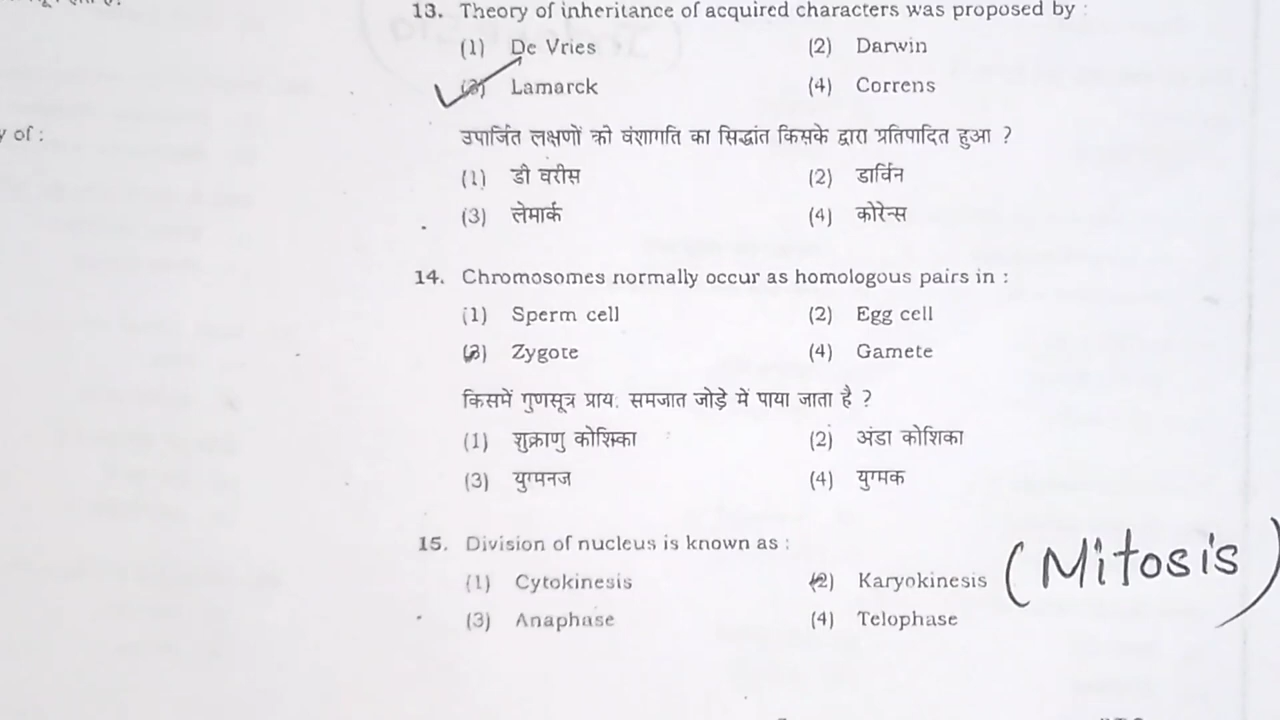 13. Theory of inheritance of acquired characters was proposed by :
(1) De Vries (2) Darwin
(3) Lamarck (4) Correns
y of :
उपार्जित लक्षणों की वंशागति का सिद्धांत किसके द्वारा प्रतिपादित हुआ ?
(1) डी वरीस (2) डार्विन
(3) लेमार्क (4) कोरेन्स
14. Chromosomes normally occur as homologous pairs in :
(1) Sperm cell (2) Egg cell
(3) Zygote (4) Gamete
किसमें गुणसूत्र प्राय: समजात जोड़े में पाया जाता है ?
(1) शुक्राणु कोशिका (2) अंडा कोशिका
(3) युग्मनज (4) युग्मक
15. Division of nucleus is known as :
(1) Cytokinesis (2) Karyokinesis (Mitosis)
(3) Anaphase (4) Telophase